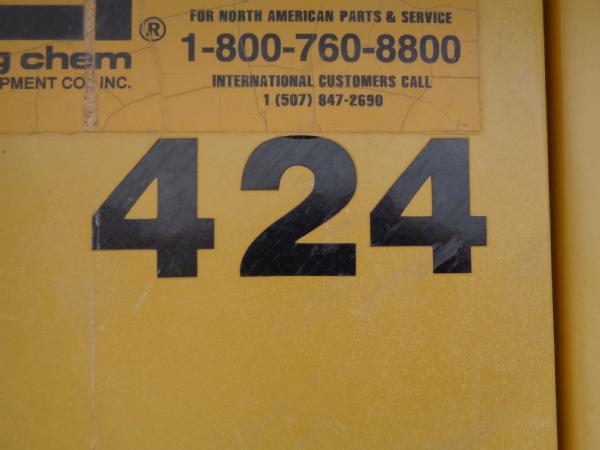 FOR NORTH AMERICAN PARTS & SERVICE
1-800-760-8800
g chem ®
PMENT CO., INC.
INTERNATIONAL CUSTOMERS CALL
1 (507) 847-2690
424